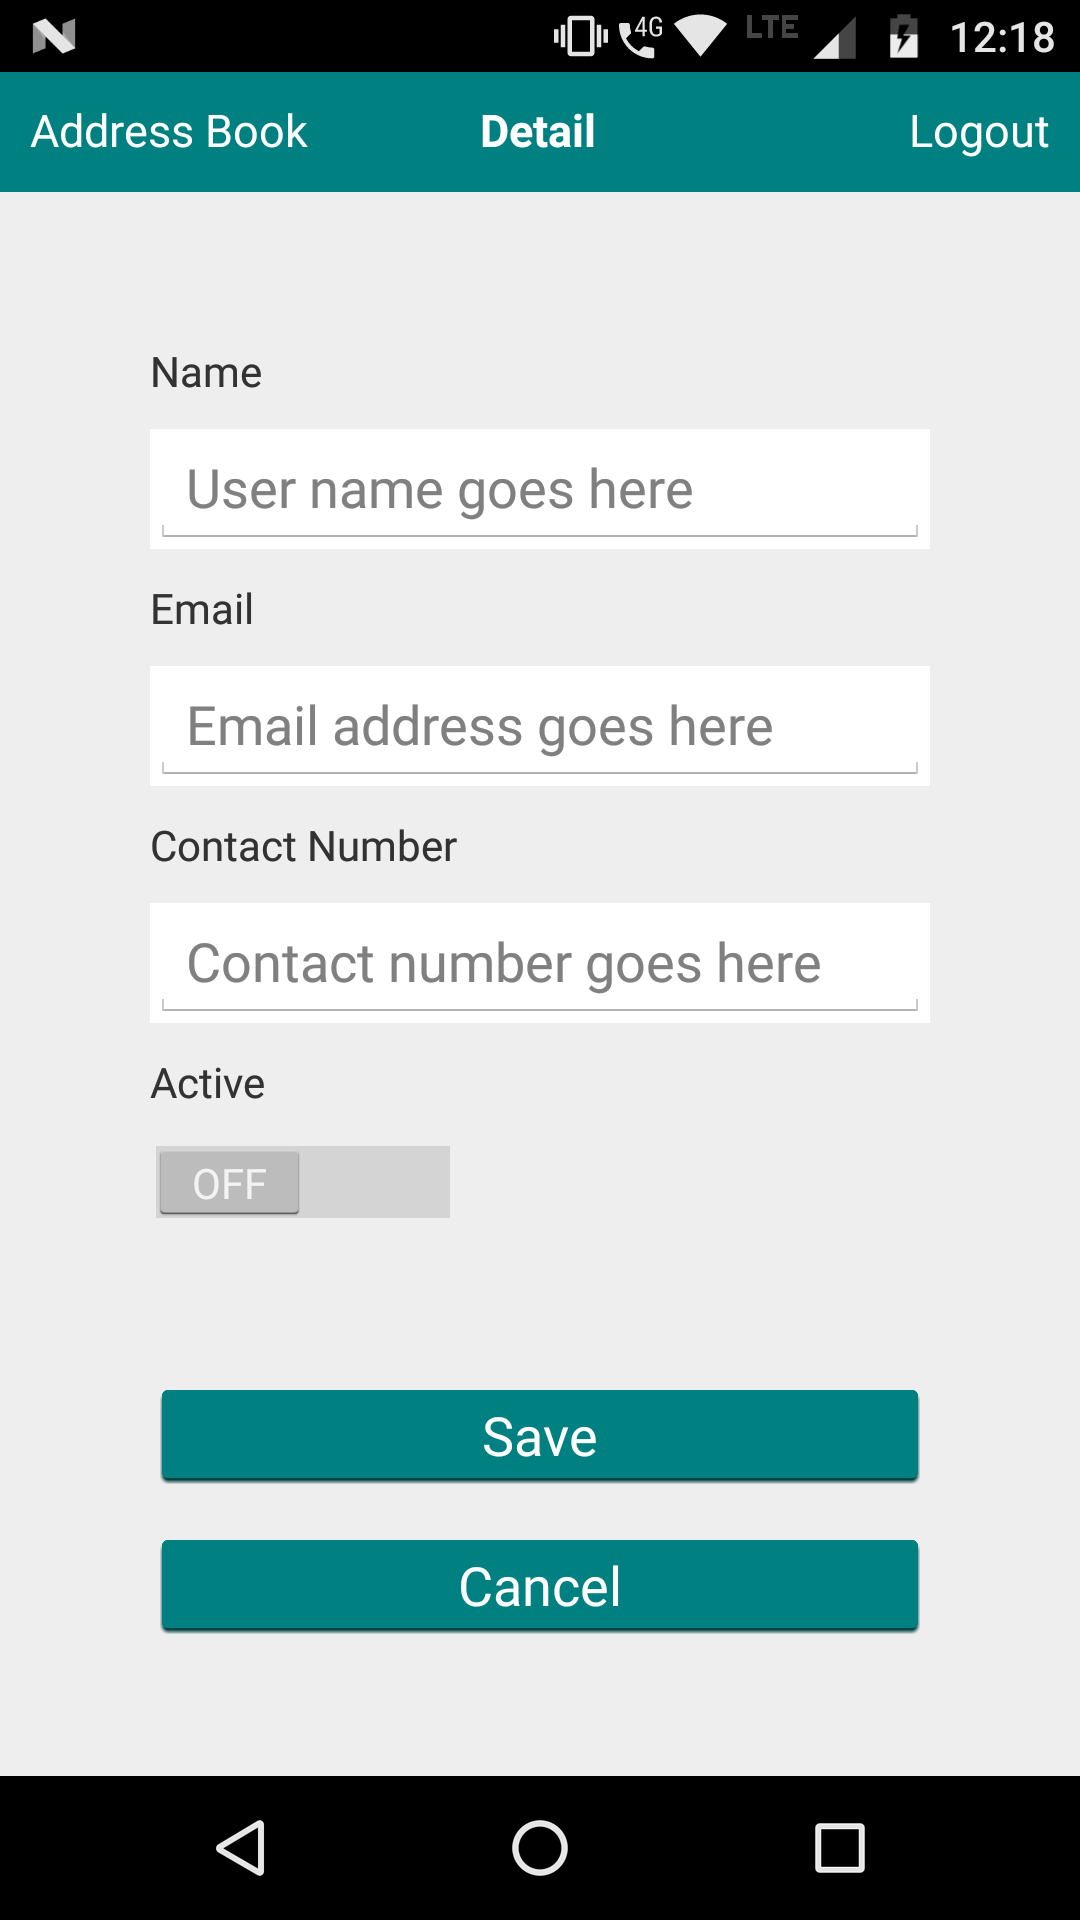 4G LTE 12:18
Address Book Detail Logout
Name
User name goes here
Email
Email address goes here
Contact Number
Contact number goes here
Active
OFF
Save
Cancel